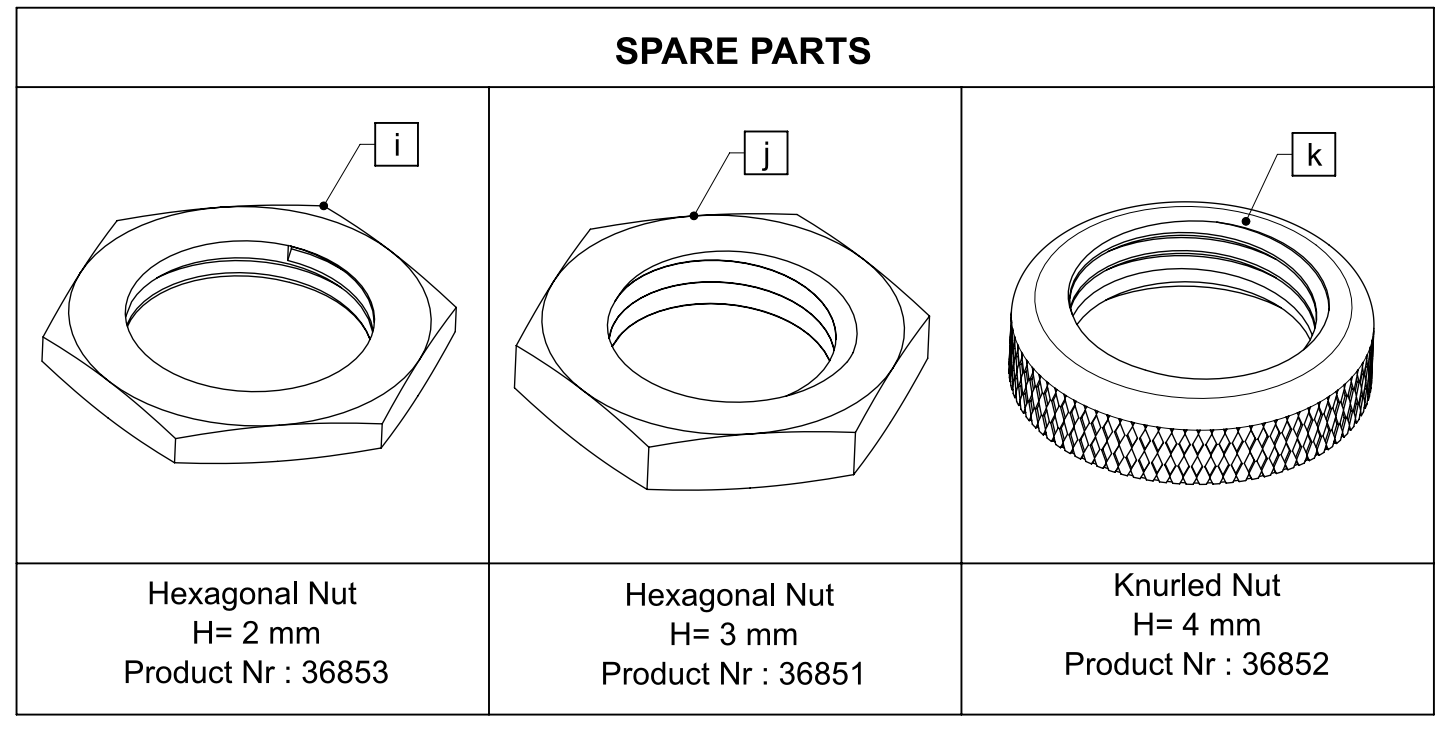 SPARE PARTS
i
j
k
Hexagonal Nut
H= 2 mm
Product Nr : 36853
Hexagonal Nut
H= 3 mm
Product Nr : 36851
Knurled Nut
H= 4 mm
Product Nr : 36852